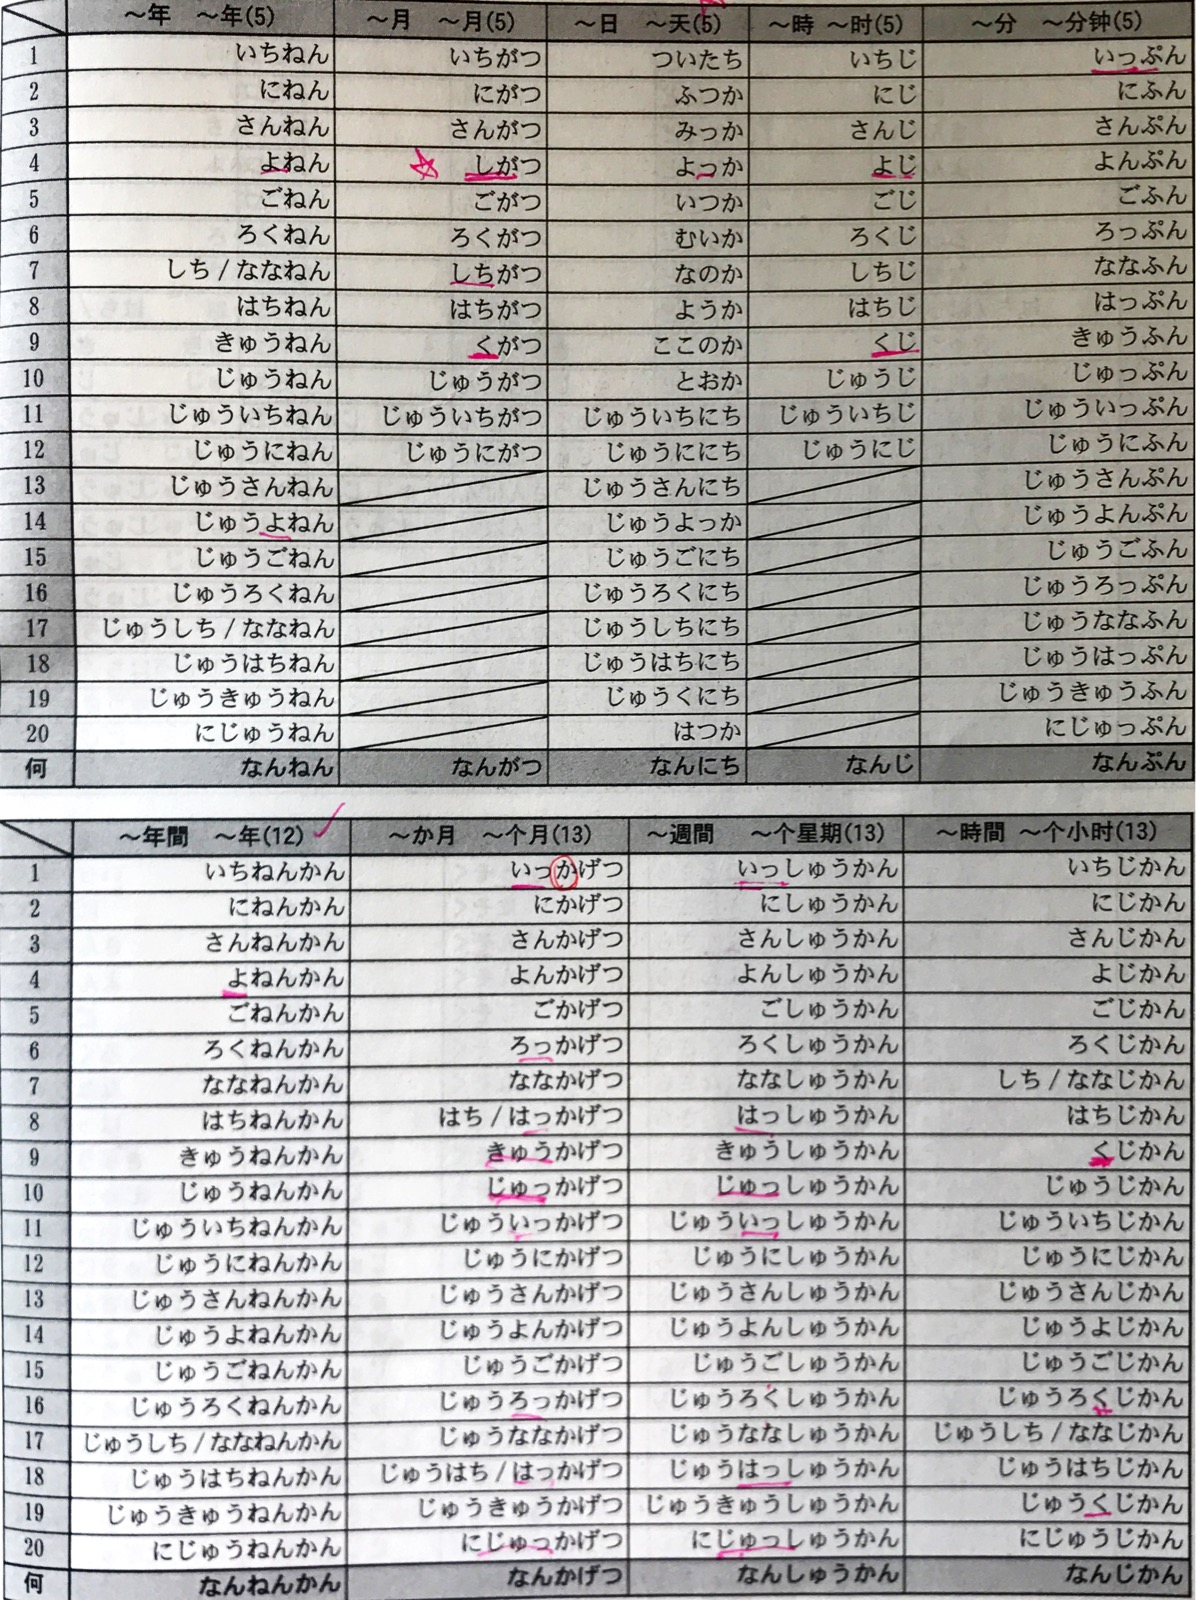 ～年 ～年(5) ～月 ～月(5) ～日 ～天(5) ～時 ～时(5) ～分 ～分钟(5)
1 いちねん いちがつ ついたち いちじ いっぷん
2 にねん にがつ ふつか にじ にふん
3 さんねん さんがつ みっか さんじ さんぷん
4 よねん しがつ よっか よじ よんぷん
5 ごねん ごがつ いつか ごじ ごふん
6 ろくねん ろくがつ むいか ろくじ ろっぷん
7 しち/ななねん しちがつ なのか しちじ ななふん
8 はちねん はちがつ ようか はちじ はっぷん
9 きゅうねん くがつ ここのか くじ きゅうふん
10 じゅうねん じゅうがつ とおか じゅうじ じゅっぷん
11 じゅういちねん じゅういちがつ じゅういちにち じゅういちじ じゅういっぷん
12 じゅうにねん じゅうにがつ じゅうににち じゅうにじ じゅうにふん
13 じゅうさんねん じゅうさんにち じゅうさんぷん
14 じゅうよねん じゅうよっか じゅうよんぷん
15 じゅうごねん じゅうごにち じゅうごふん
16 じゅうろくねん じゅうろくにち じゅうろっぷん
17 じゅうしち/ななねん じゅうしちにち じゅうななふん
18 じゅうはちねん じゅうはちにち じゅうはっぷん
19 じゅうきゅうねん じゅうくにち じゅうきゅうふん
20 にじゅうねん はつか にじゅっぷん
何 なんねん なんがつ なんにち なんじ なんぷん
～年間 ～年(12) ～か月 ～个月(13) ～週間 ～个星期(13) ～時間 ～个小时(13)
1 いちねんかん いっかげつ いっしゅうかん いちじかん
2 にねんかん にかげつ にしゅうかん にじかん
3 さんねんかん さんかげつ さんしゅうかん さんじかん
4 よねんかん よんかげつ よんしゅうかん よじかん
5 ごねんかん ごかげつ ごしゅうかん ごじかん
6 ろくねんかん ろっかげつ ろくしゅうかん ろくじかん
7 ななねんかん ななかげつ ななしゅうかん しち/ななじかん
8 はちねんかん はち/はっかげつ はっしゅうかん はちじかん
9 きゅうねんかん きゅうかげつ きゅうしゅうかん くじかん
10 じゅうねんかん じゅっかげつ じゅっしゅうかん じゅうじかん
11 じゅういちねんかん じゅういっかげつ じゅういっしゅうかん じゅういちじかん
12 じゅうにねんかん じゅうにかげつ じゅうにしゅうかん じゅうにじかん
13 じゅうさんねんかん じゅうさんかげつ じゅうさんしゅうかん じゅうさんじかん
14 じゅうよねんかん じゅうよんかげつ じゅうよんしゅうかん じゅうよじかん
15 じゅうごねんかん じゅうごかげつ じゅうごしゅうかん じゅうごじかん
16 じゅうろくねんかん じゅうろっかげつ じゅうろくしゅうかん じゅうろくじかん
17 じゅうしち/ななねんかん じゅうななかげつ じゅうななしゅうかん じゅうしち/ななじかん
18 じゅうはちねんかん じゅうはち/はっかげつ じゅうはっしゅうかん じゅうはちじかん
19 じゅうきゅうねんかん じゅうきゅうかげつ じゅうきゅうしゅうかん じゅうくじかん
20 にじゅうねんかん にじゅっかげつ にじゅっしゅうかん にじゅうじかん
何 なんねんかん なんかげつ なんしゅうかん なんじかん